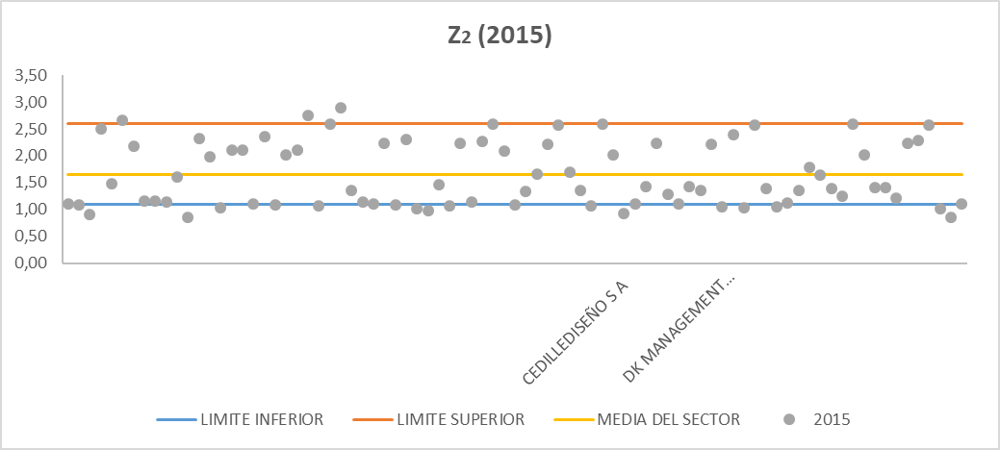 Z2 (2015)
3,50
3,00
2,50
2,00
1,50
1,00
0,50
0,00
CEDILLEDISEÑO S A
DK MANAGEMENT...
LIMITE INFERIOR
LIMITE SUPERIOR
MEDIA DEL SECTOR
2015